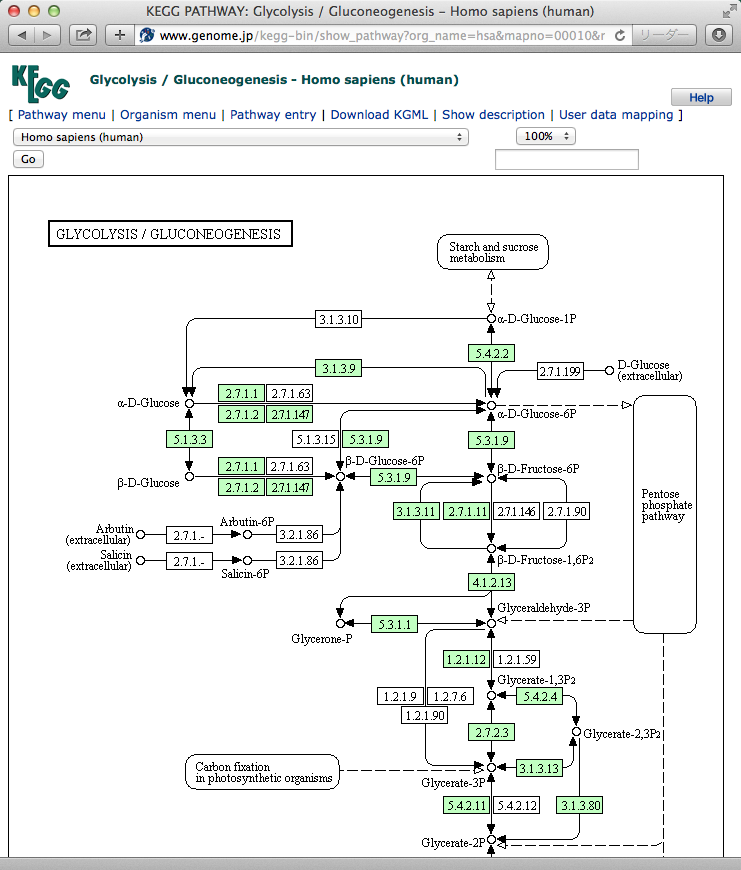 KEGG PATHWAY: Glycolysis / Gluconeogenesis – Homo sapiens (human)
www.genome.jp/kegg-bin/show_pathway?org_name=hsa&mapno=00010&r
リーダー
KEGG
Glycolysis / Gluconeogenesis - Homo sapiens (human)
Help
[ Pathway menu | Organism menu | Pathway entry | Download KGML | Show description | User data mapping ]
Homo sapiens (human)
100%
Go
GLYCOLYSIS / GLUCONEOGENESIS
Starch and sucrose
metabolism
3.1.3.10
α-D-Glucose-1P
5.4.2.2
3.1.3.9
2.7.1.199
D-Glucose
(extracellular)
2.7.1.1
2.7.1.63
α-D-Glucose
2.7.1.2
2.7.1.147
α-D-Glucose-6P
5.1.3.3
5.1.3.15
5.3.1.9
5.3.1.9
β-D-Glucose-6P
2.7.1.1
2.7.1.63
β-D-Fructose-6P
5.3.1.9
β-D-Glucose
2.7.1.2
2.7.1.147
Pentose
phosphate
pathway
3.1.3.11
2.7.1.11
2.7.1.146
2.7.1.90
Arbutin
(extracellular)
Arbutin-6P
2.7.1.-
3.2.1.86
Salicin
(extracellular)
2.7.1.-
3.2.1.86
Salicin-6P
β-D-Fructose-1,6P2
4.1.2.13
Glyceraldehyde-3P
5.3.1.1
Glycerone-P
1.2.1.12
1.2.1.59
Glycerate-1,3P2
1.2.1.9
1.2.7.6
5.4.2.4
1.2.1.90
2.7.2.3
Glycerate-2,3P2
Carbon fixation
in photosynthetic organisms
3.1.3.13
Glycerate-3P
5.4.2.11
5.4.2.12
3.1.3.80
Glycerate-2P